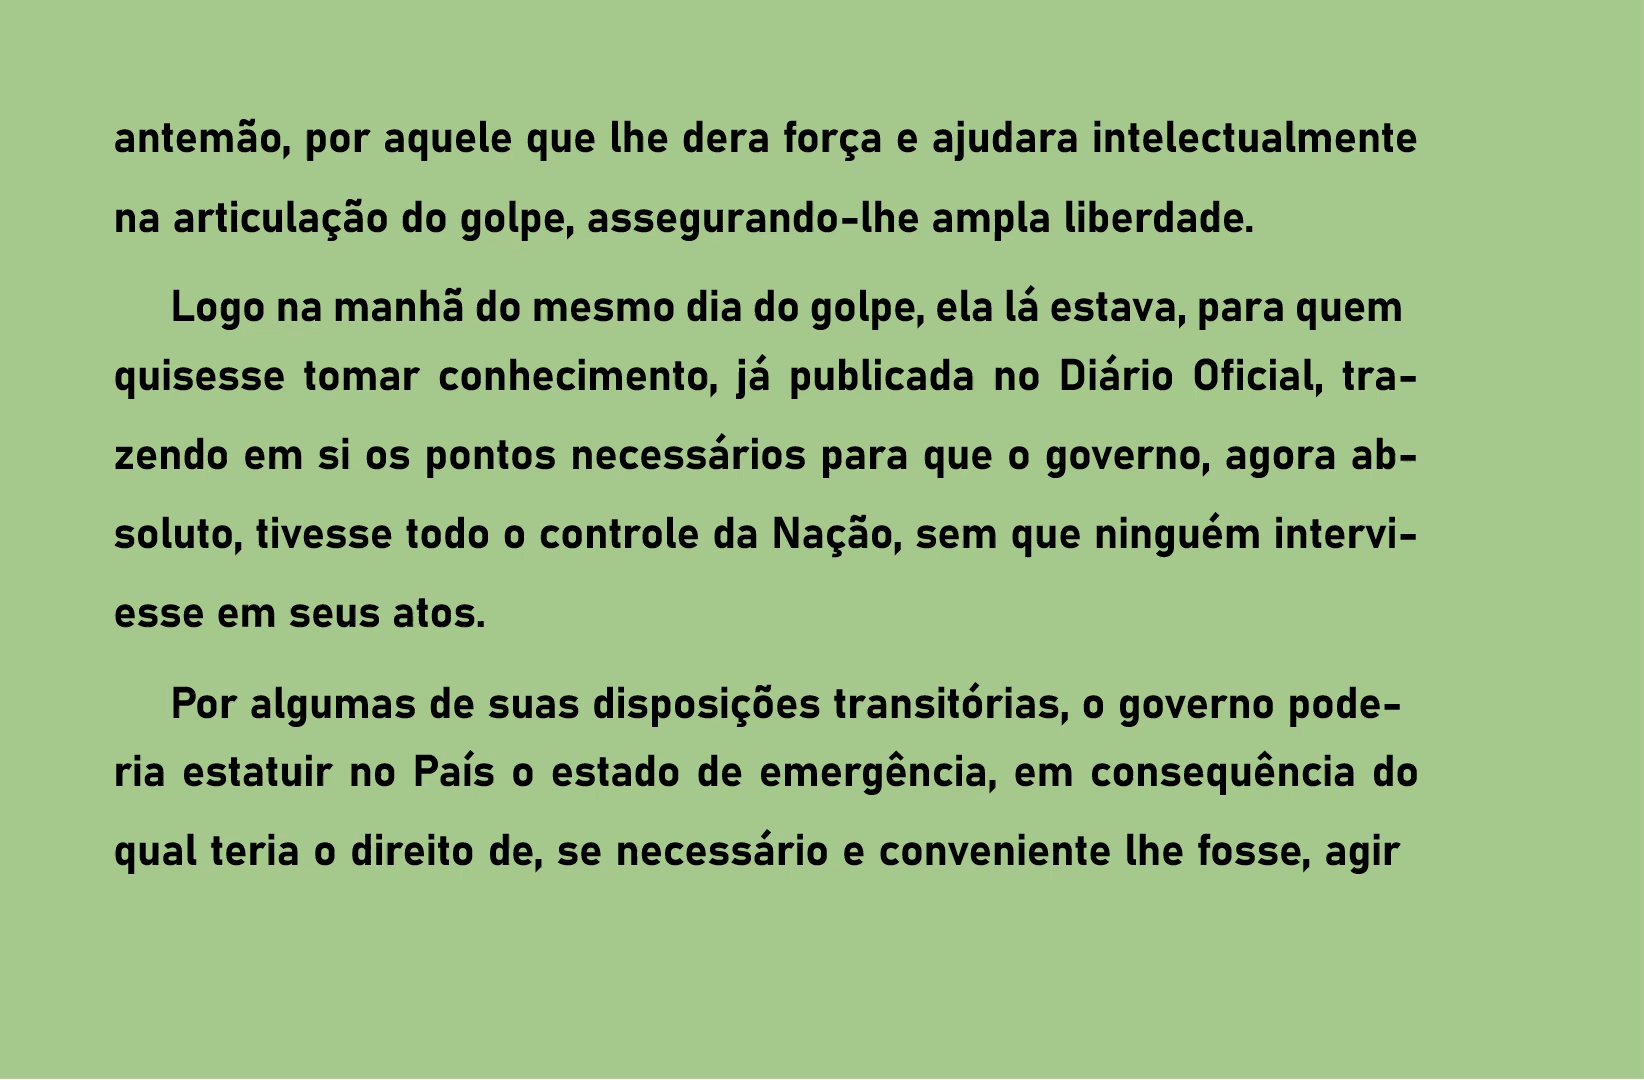 antemão, por aquele que lhe dera força e ajudara intelectualmente
na articulação do golpe, assegurando-lhe ampla liberdade.
Logo na manhã do mesmo dia do golpe, ela lá estava, para quem
quisesse tomar conhecimento, já publicada no Diário Oficial, tra-
zendo em si os pontos necessários para que o governo, agora ab-
soluto, tivesse todo o controle da Nação, sem que ninguém intervi-
esse em seus atos.
Por algumas de suas disposições transitórias, o governo pode-
ria estatuir no País o estado de emergência, em consequência do
qual teria o direito de, se necessário e conveniente lhe fosse, agir